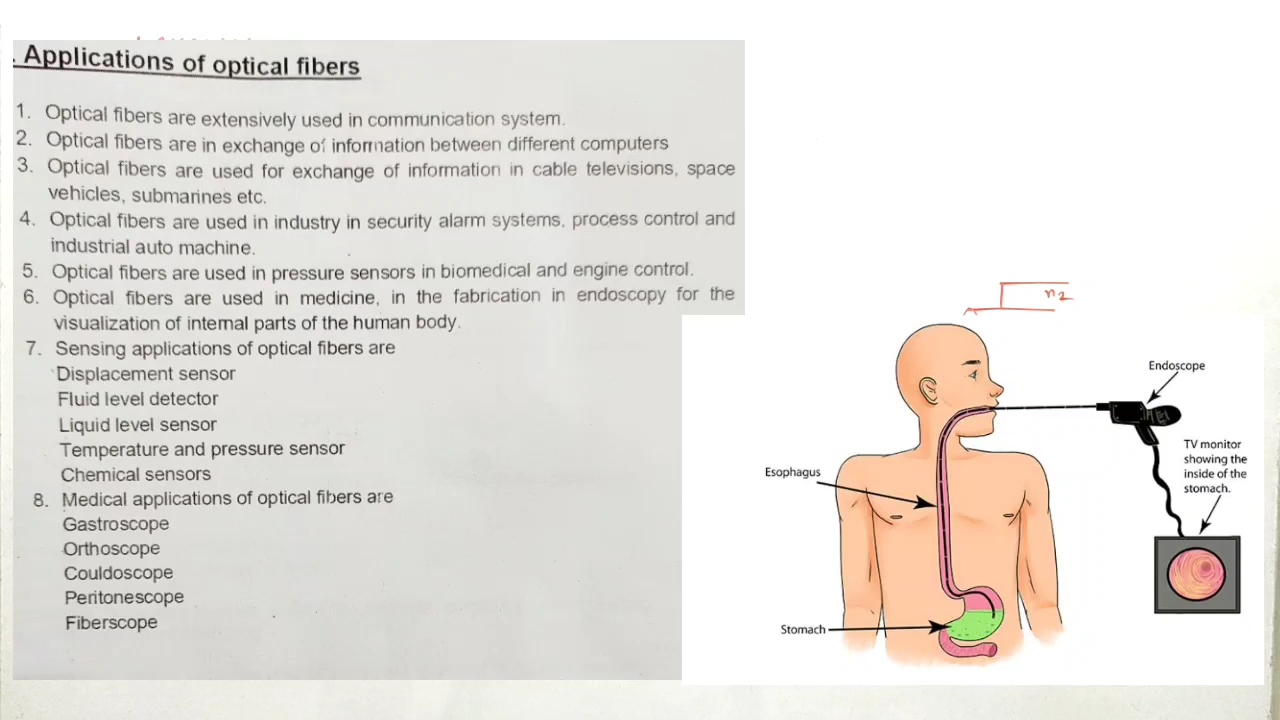 . Applications of optical fibers
1. Optical fibers are extensively used in communication system.
2. Optical fibers are in exchange of information between different computers
3. Optical fibers are used for exchange of information in cable televisions, space
vehicles, submarines etc.
4. Optical fibers are used in industry in security alarm systems, process control and
industrial auto machine.
5. Optical fibers are used in pressure sensors in biomedical and engine control.
6. Optical fibers are used in medicine, in the fabrication in endoscopy for the
visualization of internal parts of the human body.
7. Sensing applications of optical fibers are
Displacement sensor
Fluid level detector
Liquid level sensor
Temperature and pressure sensor
Chemical sensors
8. Medical applications of optical fibers are
Gastroscope
Orthoscope
Couldoscope
Peritonescope
Fiberscope
n2
Endoscope
TV monitor
showing the
inside of the
stomach.
Esophagus
Stomach